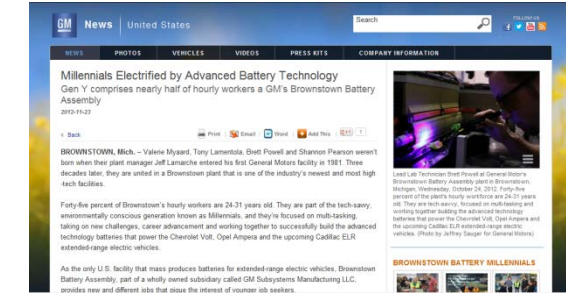 GM News United States
Search
FOLLOW US
NEWS PHOTOS VEHICLES VIDEOS PRESS KITS COMPANY INFORMATION
Millennials Electrified by Advanced Battery Technology
Gen Y comprises nearly half of hourly workers a GM's Brownstown Battery
Assembly
2012-11-23
‹ Back
Print Email Word Add This +1 1
BROWNSTOWN, Mich. – Valerie Myaard, Tony Lamentola, Brett Powell and Shannon Pearson weren't
born when their plant manager Jeff Lamarche entered his first General Motors facility in 1981. Three
decades later, they are united in a Brownstown plant that is one of the industry's newest and most high
-tech facilities.
Forty-five percent of Brownstown's hourly workers are 24-31 years old. They are part of the tech-savvy,
environmentally conscious generation known as Millennials, and they're focused on multi-tasking,
taking on new challenges, career advancement and working together to successfully build the advanced
technology batteries that power the Chevrolet Volt, Opel Ampera and the upcoming Cadillac ELR
extended-range electric vehicles.
As the only U.S. facility that mass produces batteries for extended-range electric vehicles, Brownstown
Battery Assembly, part of a wholly owned subsidiary called GM Subsystems Manufacturing LLC,
provides new and different jobs that pique the interest of younger job seekers.
Lead Lab Technician Brett Powell at General Motor's
Brownstown Battery Assembly plant in Brownstown,
Michigan, Wednesday, October 24, 2012. Forty-five
percent of the plant's hourly workforce are 24-31 years
old. They are tech-savvy, focused on multi-tasking and
working together building the advanced technology
batteries that power the Chevrolet Volt, Opel Ampera and
the upcoming Cadillac ELR extended-range electric
vehicles. (Photo by Jeffrey Sauger for General Motors)
BROWNSTOWN BATTERY MILLENNIALS